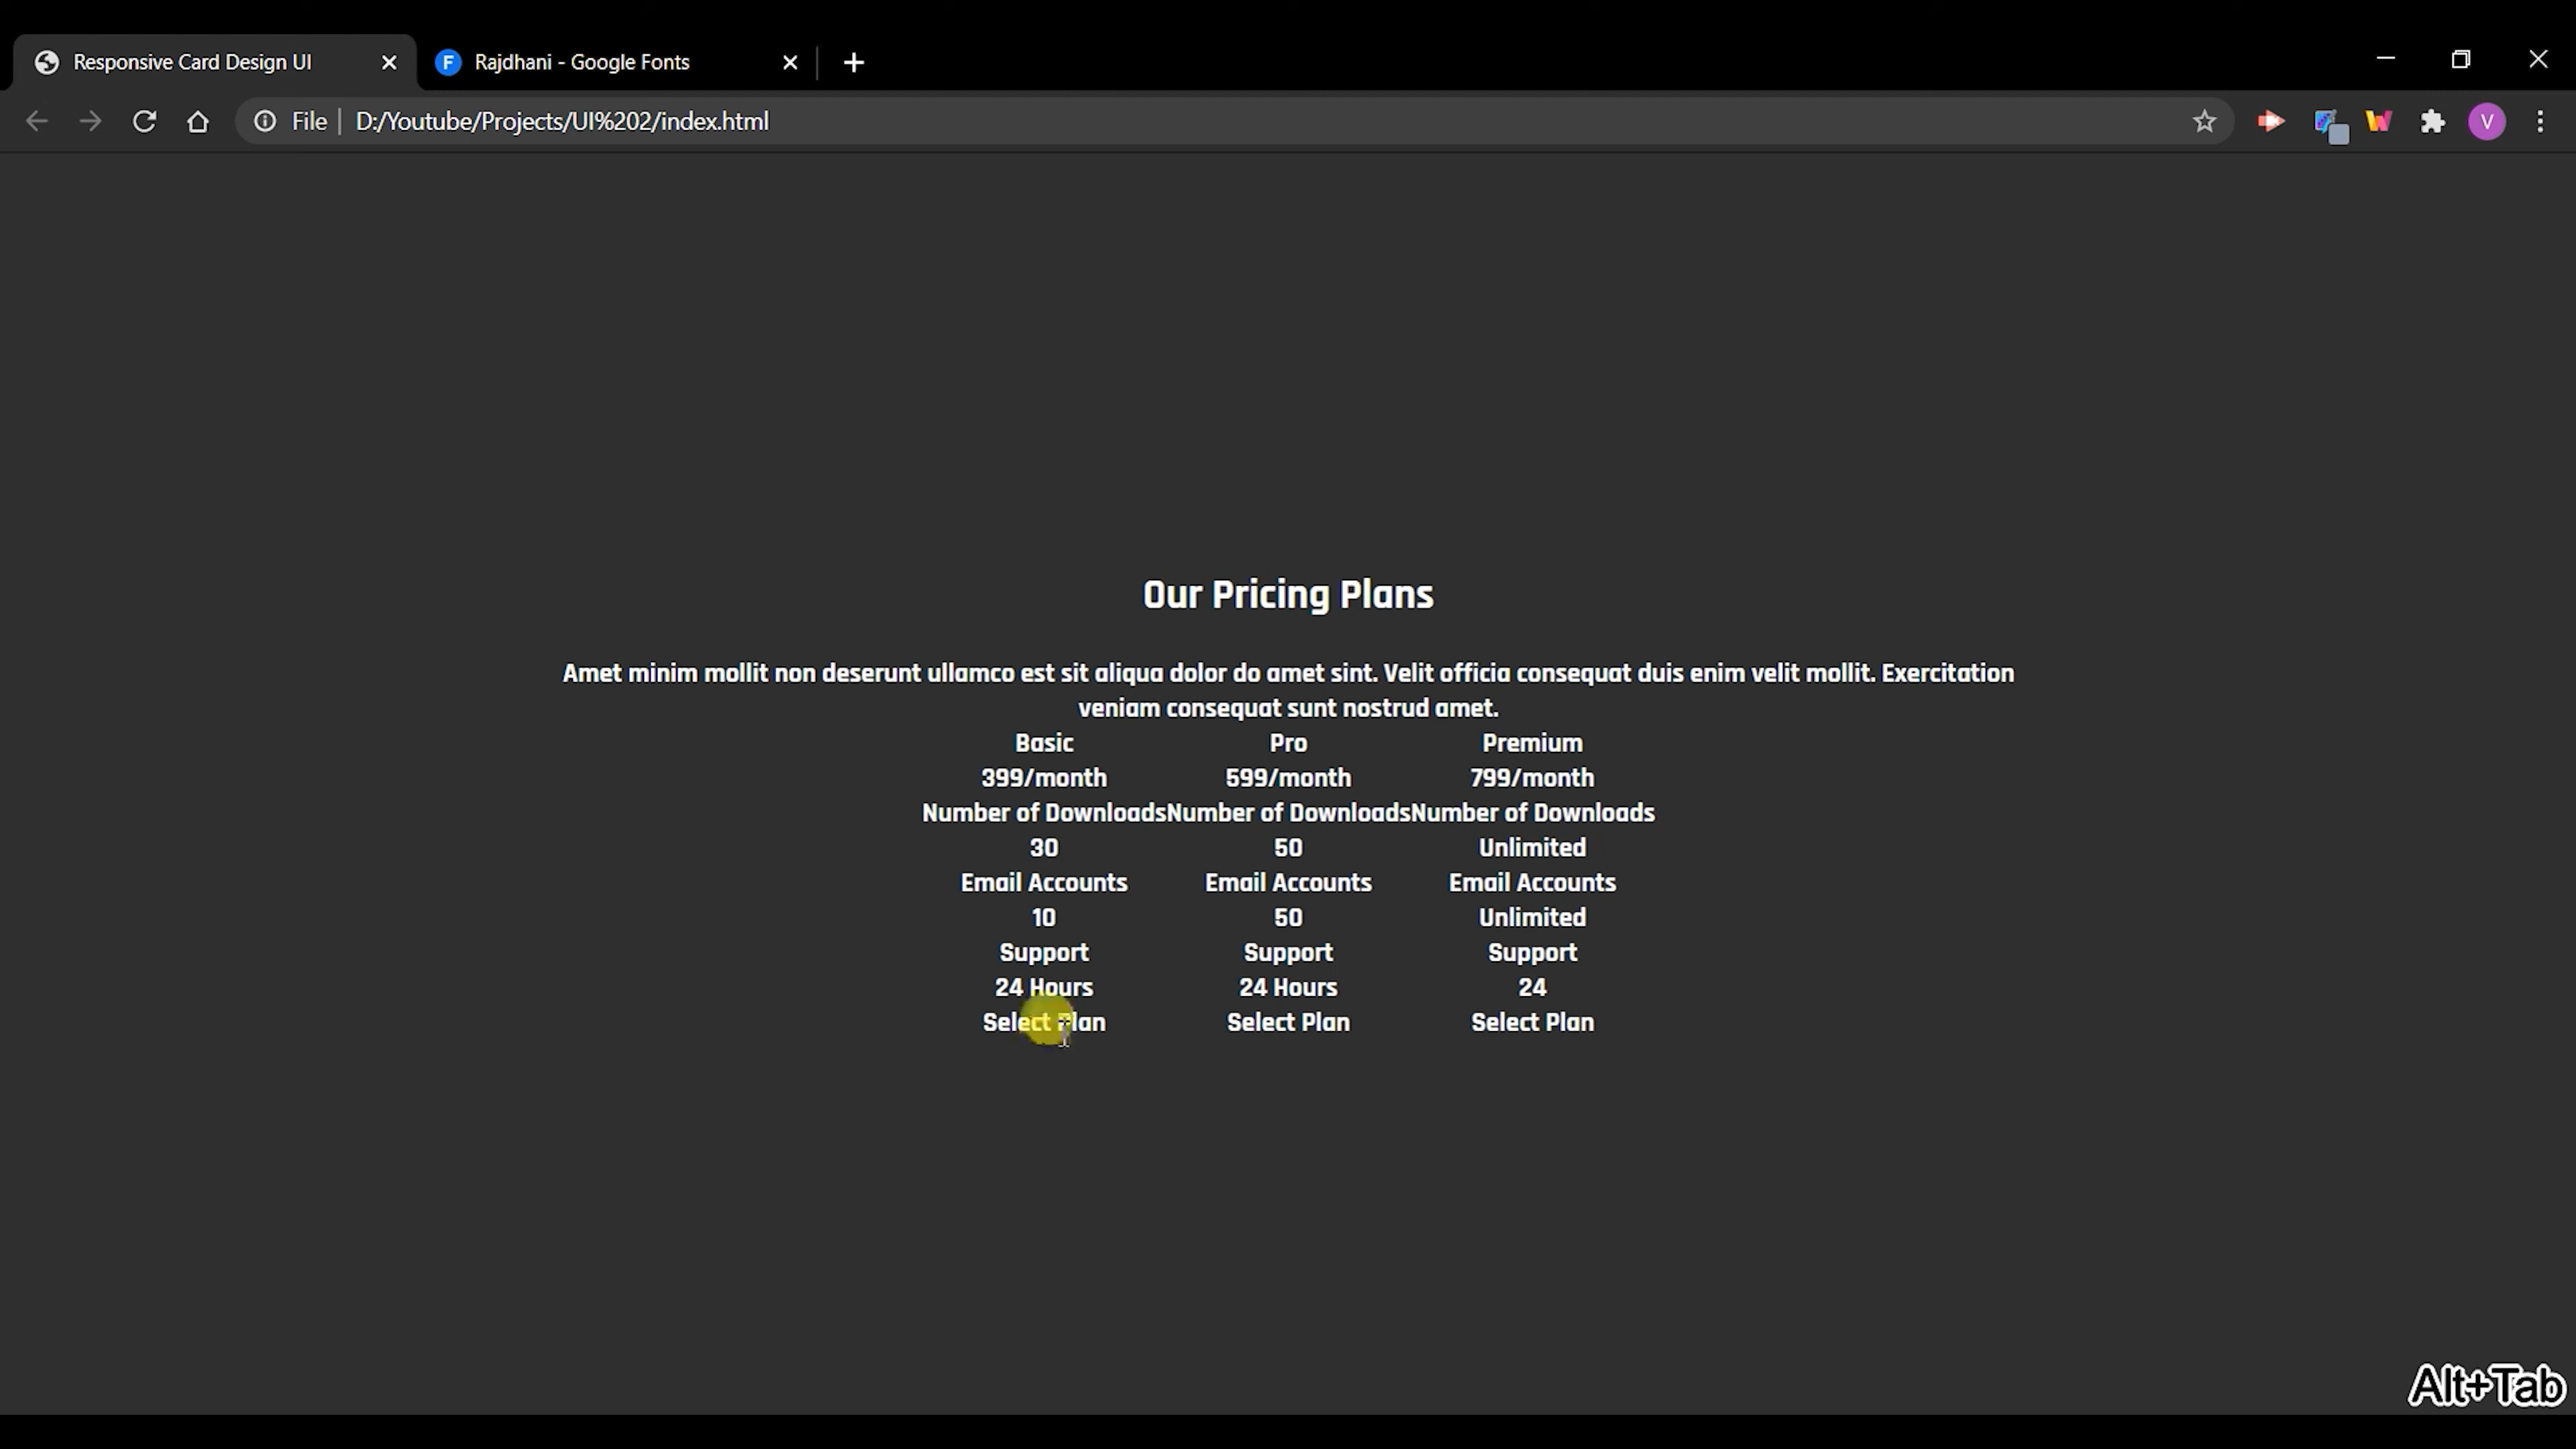 Responsive Card Design UI
F Rajdhani - Google Fonts
File D:/Youtube/Projects/UI%202/index.html
V
Our Pricing Plans
Amet minim mollit non deserunt ullamco est sit aliqua dolor do amet sint. Velit officia consequat duis enim velit mollit. Exercitation
veniam consequat sunt nostrud amet.
Basic Pro Premium
399/month 599/month 799/month
Number of DownloadsNumber of DownloadsNumber of Downloads
30 50 Unlimited
Email Accounts Email Accounts Email Accounts
10 50 Unlimited
Support Support Support
24 Hours 24 Hours 24
Select Plan Select Plan Select Plan
Alt+Tab